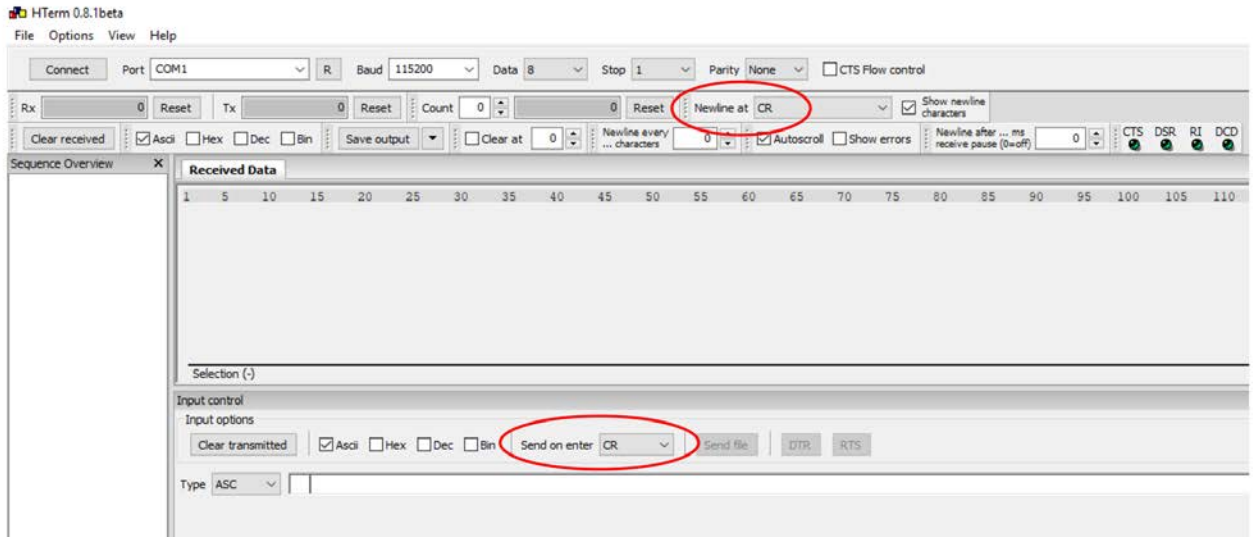 HTerm 0.8.1beta
File Options View Help
Connect Port COM1 R Baud 115200 Data 8 Stop 1 Parity None CTS Flow control
Rx 0 Reset Tx 0 Reset Count 0 0 Reset Newline at CR Show newline characters
Clear received Ascii Hex Dec Bin Save output Clear at 0 Newline every ... characters 0 Autoscroll Show errors Newline after ... ms receive pause (0=off) 0 CTS DSR RI DCD
Sequence Overview X Received Data
1 5 10 15 20 25 30 35 40 45 50 55 60 65 70 75 80 85 90 95 100 105 110
Selection (-)
Input control
Input options
Clear transmitted Ascii Hex Dec Bin Send on enter CR Send file DTR RTS
Type ASC